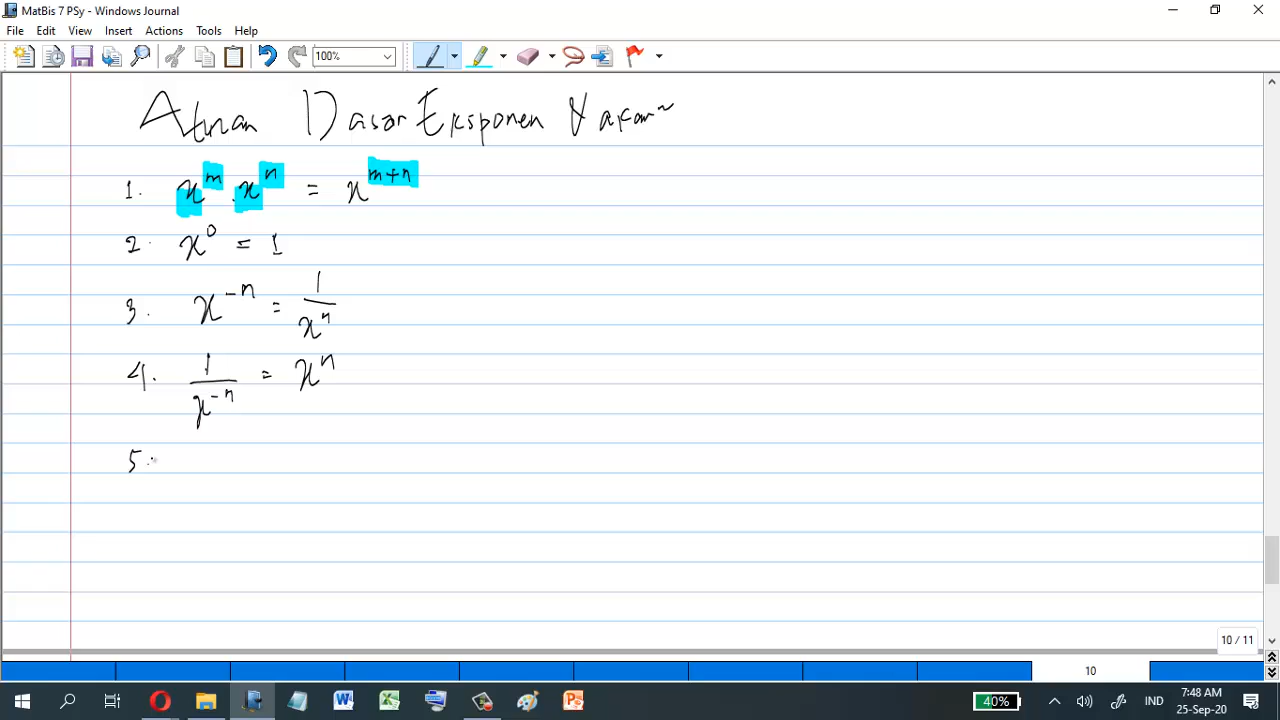 MatBis 7 PSy - Windows Journal
File Edit View Insert Actions Tools Help
100%
Aturan Dasar Eksponen & akar~
1. x^m . x^n = x^{m+n}
2. x^0 = 1
3. x^{-n} = 1/x^n
4. 1/x^{-n} = x^n
5.
10 / 11
10
40% IND 7:48 AM
25-Sep-20